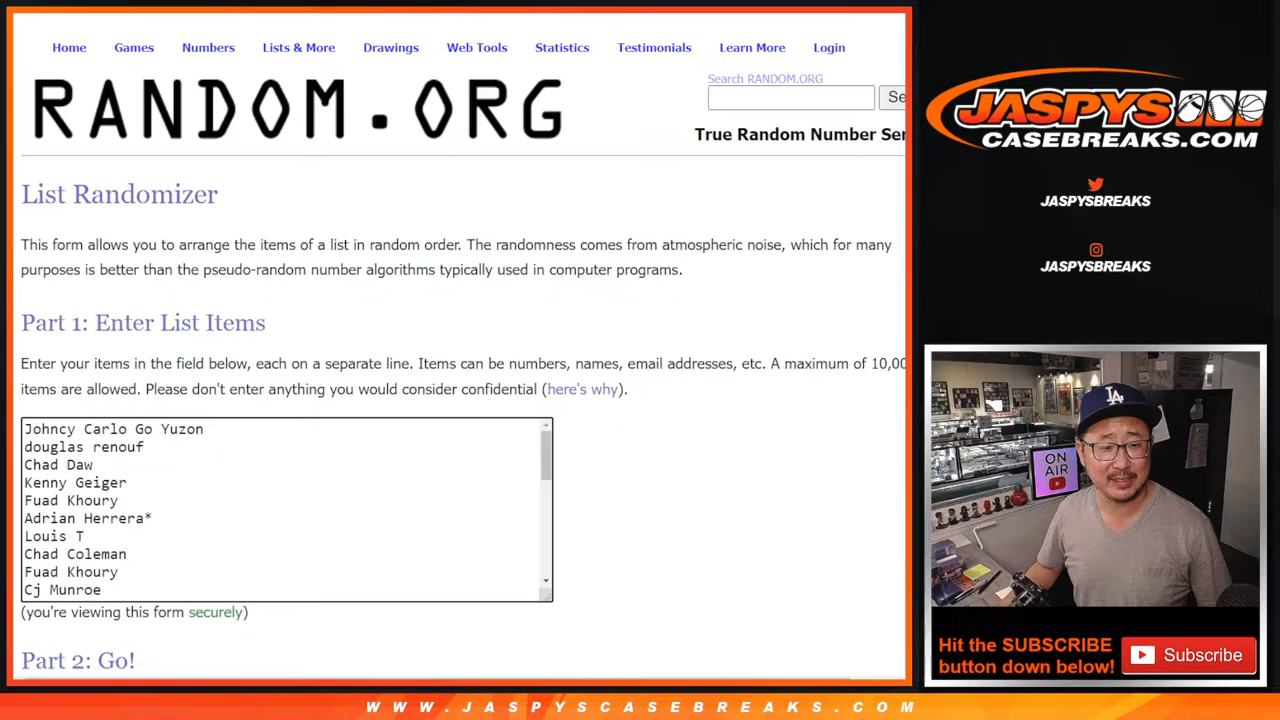 Home Games Numbers Lists & More Drawings Web Tools Statistics Testimonials Learn More Login
Search RANDOM.ORG
RANDOM.ORG
Se
True Random Number Ser
List Randomizer
This form allows you to arrange the items of a list in random order. The randomness comes from atmospheric noise, which for many
purposes is better than the pseudo-random number algorithms typically used in computer programs.
Part 1: Enter List Items
Enter your items in the field below, each on a separate line. Items can be numbers, names, email addresses, etc. A maximum of 10,00
items are allowed. Please don't enter anything you would consider confidential (here's why).
Johncy Carlo Go Yuzon
douglas renouf
Chad Daw
Kenny Geiger
Fuad Khoury
Adrian Herrera*
Louis T
Chad Coleman
Fuad Khoury
Cj Munroe
(you're viewing this form securely)
Part 2: Go!
JASPYS
CASEBREAKS.COM
JASPYSBREAKS
JASPYSBREAKS
LA
ON
AIR
Hit the SUBSCRIBE
button down below!
Subscribe
WWW.JASPYSCASEBREAKS.COM